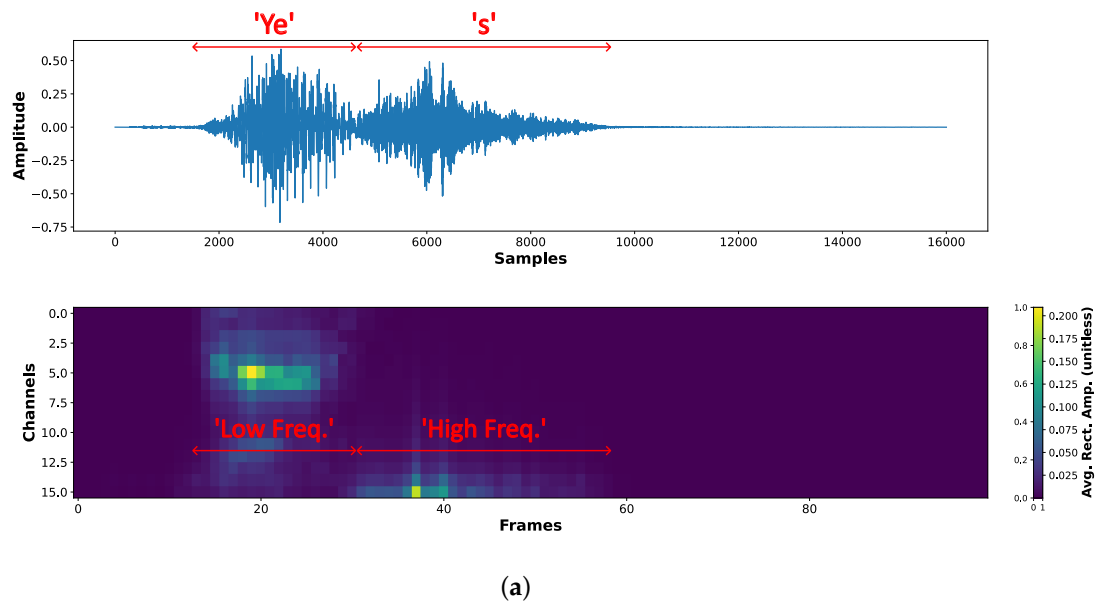 'Ye' 's'
0.50
0.25
0.00
−0.25
−0.50
−0.75
Amplitude
0 2000 4000 6000 8000 10000 12000 14000 16000
Samples
0.0
2.5
5.0
7.5
10.0
12.5
15.0
Channels
'Low Freq.' 'High Freq.'
0 20 40 60 80
Frames
1.0
0.8
0.6
0.4
0.2
0.0
0 1
0.200
0.175
0.150
0.125
0.100
0.075
0.050
0.025
Avg. Rect. Amp. (unitless)
(a)